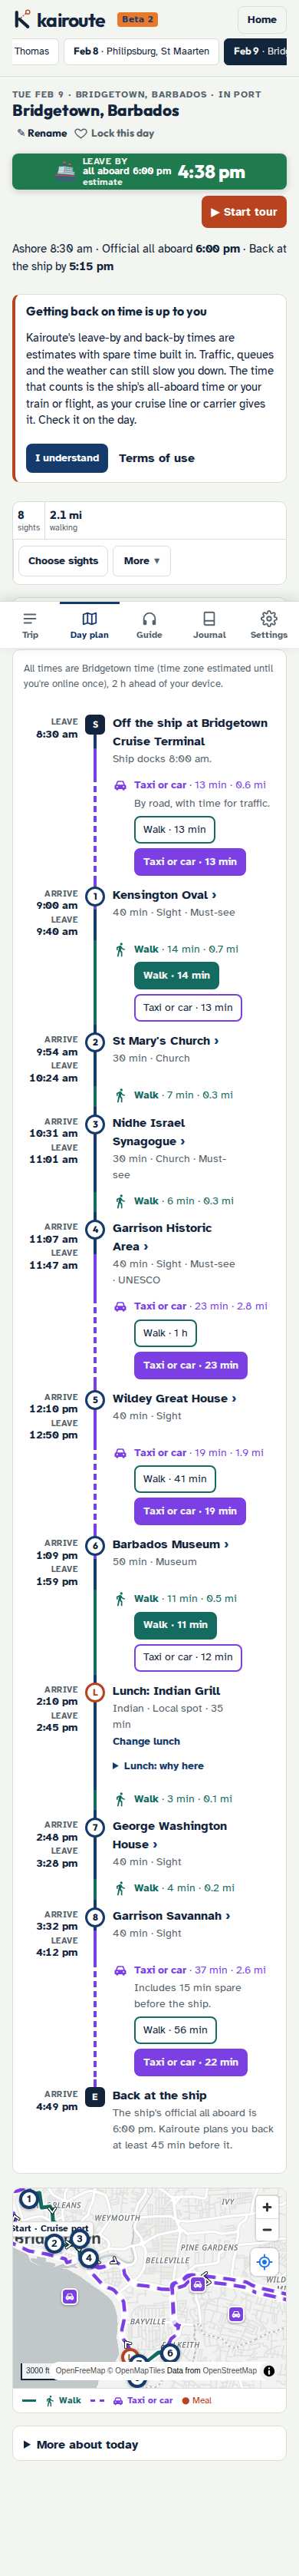 kairoute
Beta 2
Home
Thomas
Feb 8 · Philipsburg, St Maarten
Feb 9
TUE FEB 9 · BRIDGETOWN, BARBADOS · IN PORT
Bridgetown, Barbados
✎ Rename
Lock this day
LEAVE BY
all aboard 6:00 pm
estimate
4:38 pm
▶ Start tour
Ashore 8:30 am · Official all aboard 6:00 pm · Back at
the ship by 5:15 pm
Getting back on time is up to you
Kairoute's leave-by and back-by times are
estimates with spare time built in. Traffic, queues
and the weather can still slow you down. The time
that counts is the ship's all-aboard time or your
train or flight, as your cruise line or carrier gives
it. Check it on the day.
I understand
Terms of use
8
sights
2.1 mi
walking
Choose sights
More ▾
Trip
Day plan
Guide
Journal
Settings
All times are Bridgetown time (time zone estimated until
you're online once), 2 h ahead of your device.
LEAVE
8:30 am
S
Off the ship at Bridgetown
Cruise Terminal
Ship docks 8:00 am.
Taxi or car · 13 min · 0.6 mi
By road, with time for traffic.
Walk · 13 min
Taxi or car · 13 min
ARRIVE
9:00 am
LEAVE
9:40 am
1
Kensington Oval ›
40 min · Sight · Must-see
Walk · 14 min · 0.7 mi
Walk · 14 min
Taxi or car · 13 min
ARRIVE
9:54 am
LEAVE
10:24 am
2
St Mary's Church ›
30 min · Church
Walk · 7 min · 0.3 mi
ARRIVE
10:31 am
LEAVE
11:01 am
3
Nidhe Israel
Synagogue ›
30 min · Church · Must-
see
Walk · 6 min · 0.3 mi
ARRIVE
11:07 am
LEAVE
11:47 am
4
Garrison Historic
Area ›
40 min · Sight · Must-see
· UNESCO
Taxi or car · 23 min · 2.8 mi
Walk · 1 h
Taxi or car · 23 min
ARRIVE
12:10 pm
LEAVE
12:50 pm
5
Wildey Great House ›
40 min · Sight
Taxi or car · 19 min · 1.9 mi
Walk · 41 min
Taxi or car · 19 min
ARRIVE
1:09 pm
LEAVE
1:59 pm
6
Barbados Museum ›
50 min · Museum
Walk · 11 min · 0.5 mi
Walk · 11 min
Taxi or car · 12 min
ARRIVE
2:10 pm
LEAVE
2:45 pm
L
Lunch: Indian Grill
Indian · Local spot · 35
min
Change lunch
▶ Lunch: why here
Walk · 3 min · 0.1 mi
ARRIVE
2:48 pm
LEAVE
3:28 pm
7
George Washington
House ›
40 min · Sight
Walk · 4 min · 0.2 mi
ARRIVE
3:32 pm
LEAVE
4:12 pm
8
Garrison Savannah ›
40 min · Sight
Taxi or car · 37 min · 2.6 mi
Includes 15 min spare
before the ship.
Walk · 56 min
Taxi or car · 22 min
ARRIVE
4:49 pm
E
Back at the ship
The ship's official all aboard is
6:00 pm. Kairoute plans you back
at least 45 min before it.
1
IVY
WEYMOUTH
Start · Cruise port
2
3
4
PINE GARDENS
BELLEVILLE
BAYVILLE
6
+
−
3000 ft
OpenFreeMap © OpenMapTiles Data from OpenStreetMap
Walk
Taxi or car
Meal
▶ More about today